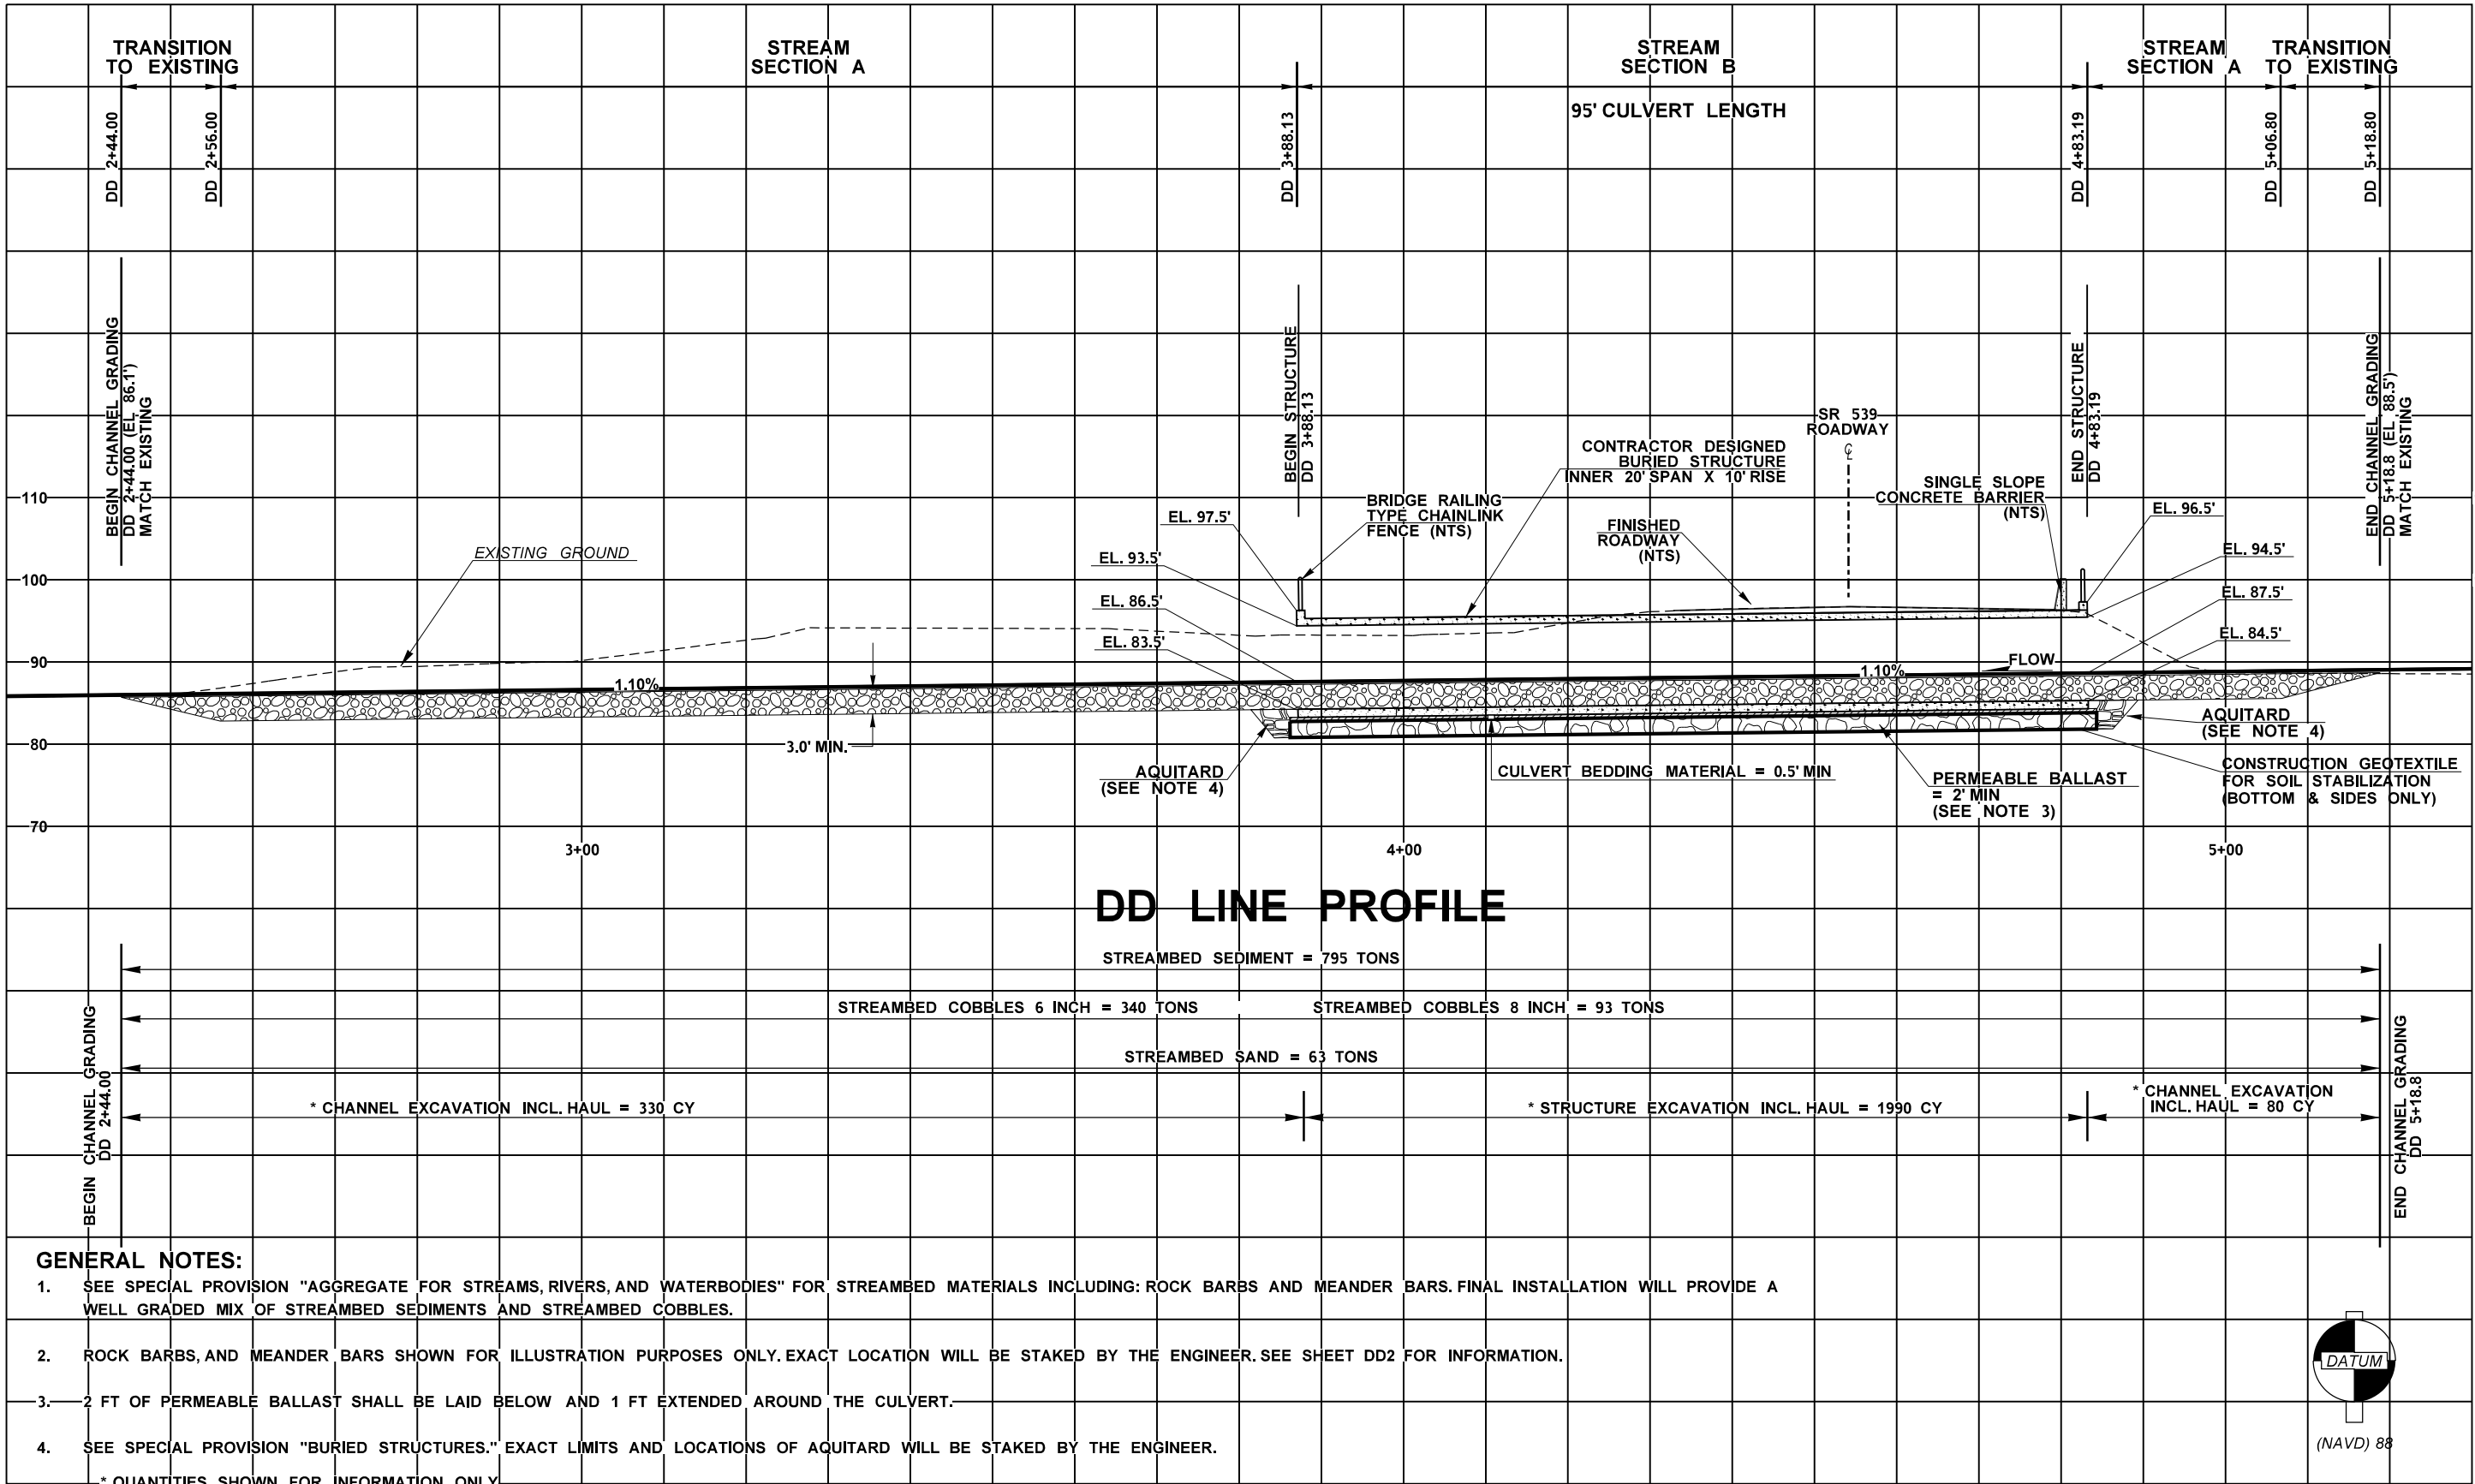 TRANSITION
TO EXISTING
STREAM
SECTION A
STREAM
SECTION B
STREAM
SECTION A
TRANSITION
TO EXISTING
95' CULVERT LENGTH
DD 2+44.00
DD 2+56.00
DD 3+88.13
DD 4+83.19
DD 5+06.80
DD 5+18.80
BEGIN CHANNEL GRADING
DD 2+44.00 (EL 86.1')
MATCH EXISTING
BEGIN STRUCTURE
DD 3+88.13
END STRUCTURE
DD 4+83.19
END CHANNEL GRADING
DD 5+18.8 (EL 88.5')
MATCH EXISTING
SR 539
ROADWAY
CL
CONTRACTOR DESIGNED
BURIED STRUCTURE
INNER 20' SPAN X 10' RISE
SINGLE SLOPE
CONCRETE BARRIER
(NTS)
BRIDGE RAILING
TYPE CHAINLINK
FENCE (NTS)
FINISHED
ROADWAY
(NTS)
EXISTING GROUND
EL. 97.5'
EL. 93.5'
EL. 86.5'
EL. 83.5'
EL. 96.5'
EL. 94.5'
EL. 87.5'
EL. 84.5'
110
100
90
80
70
1.10%
1.10%
FLOW
3.0' MIN.
AQUITARD
(SEE NOTE 4)
CULVERT BEDDING MATERIAL = 0.5' MIN
PERMEABLE BALLAST
= 2' MIN
(SEE NOTE 3)
AQUITARD
(SEE NOTE 4)
CONSTRUCTION GEOTEXTILE
FOR SOIL STABILIZATION
(BOTTOM & SIDES ONLY)
3+00
4+00
5+00
DD LINE PROFILE
STREAMBED SEDIMENT = 795 TONS
STREAMBED COBBLES 6 INCH = 340 TONS
STREAMBED COBBLES 8 INCH = 93 TONS
STREAMBED SAND = 63 TONS
* CHANNEL EXCAVATION INCL. HAUL = 330 CY
* STRUCTURE EXCAVATION INCL. HAUL = 1990 CY
* CHANNEL EXCAVATION
INCL. HAUL = 80 CY
BEGIN CHANNEL GRADING
DD 2+44.00
END CHANNEL GRADING
DD 5+18.8
GENERAL NOTES:
1. SEE SPECIAL PROVISION "AGGREGATE FOR STREAMS, RIVERS, AND WATERBODIES" FOR STREAMBED MATERIALS INCLUDING: ROCK BARBS AND MEANDER BARS. FINAL INSTALLATION WILL PROVIDE A
WELL GRADED MIX OF STREAMBED SEDIMENTS AND STREAMBED COBBLES.
2. ROCK BARBS, AND MEANDER BARS SHOWN FOR ILLUSTRATION PURPOSES ONLY. EXACT LOCATION WILL BE STAKED BY THE ENGINEER. SEE SHEET DD2 FOR INFORMATION.
3. 2 FT OF PERMEABLE BALLAST SHALL BE LAID BELOW AND 1 FT EXTENDED AROUND THE CULVERT.
4. SEE SPECIAL PROVISION "BURIED STRUCTURES." EXACT LIMITS AND LOCATIONS OF AQUITARD WILL BE STAKED BY THE ENGINEER.
* QUANTITIES SHOWN FOR INFORMATION ONLY
DATUM
(NAVD) 88